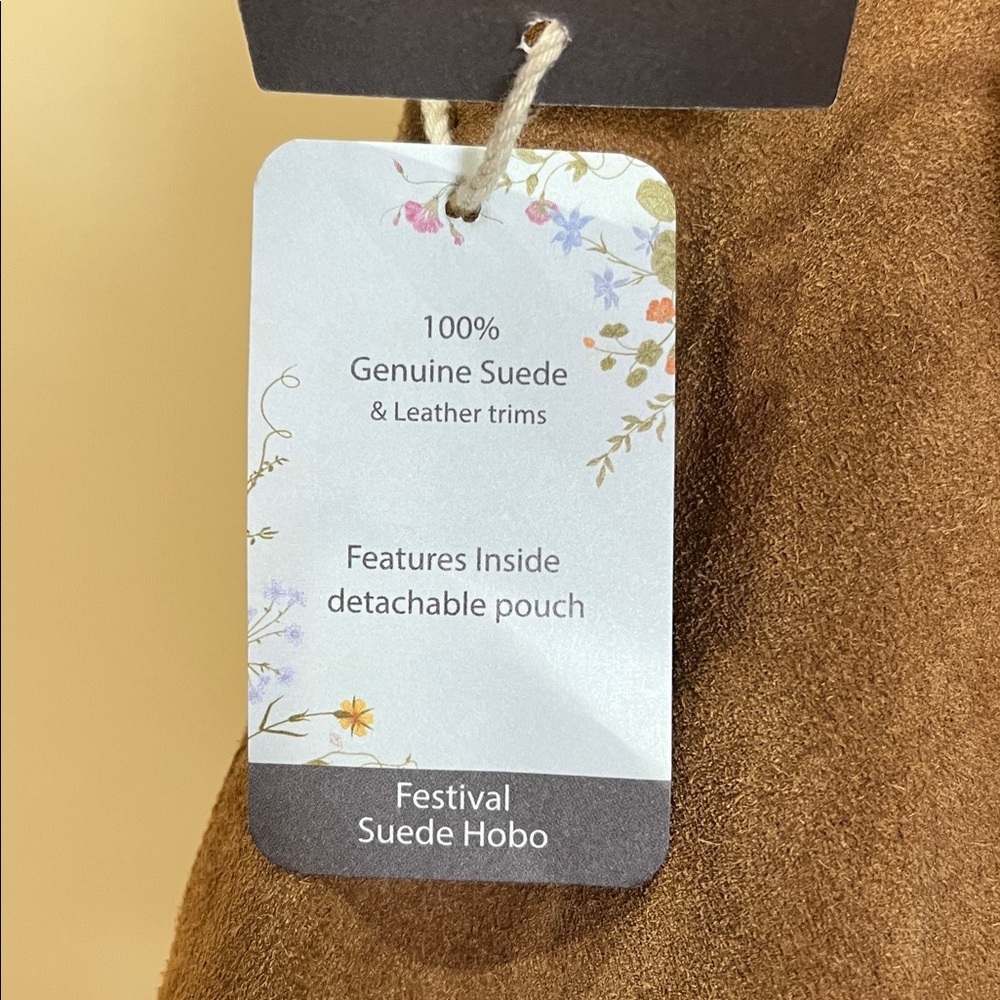 100%
Genuine Suede
& Leather trims
Features Inside
detachable pouch
Festival
Suede Hobo